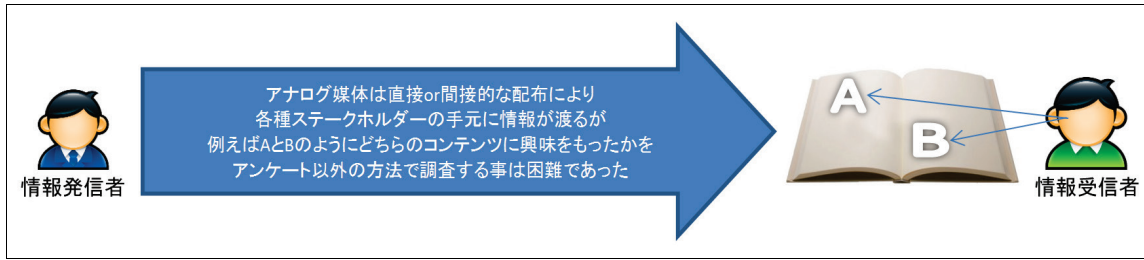 アナログ媒体は直接or間接的な配布により
各種ステークホルダーの手元に情報が渡るが
例えばAとBのようにどちらのコンテンツに興味をもったかを
アンケート以外の方法で調査する事は困難であった
情報発信者
A
B
情報受信者